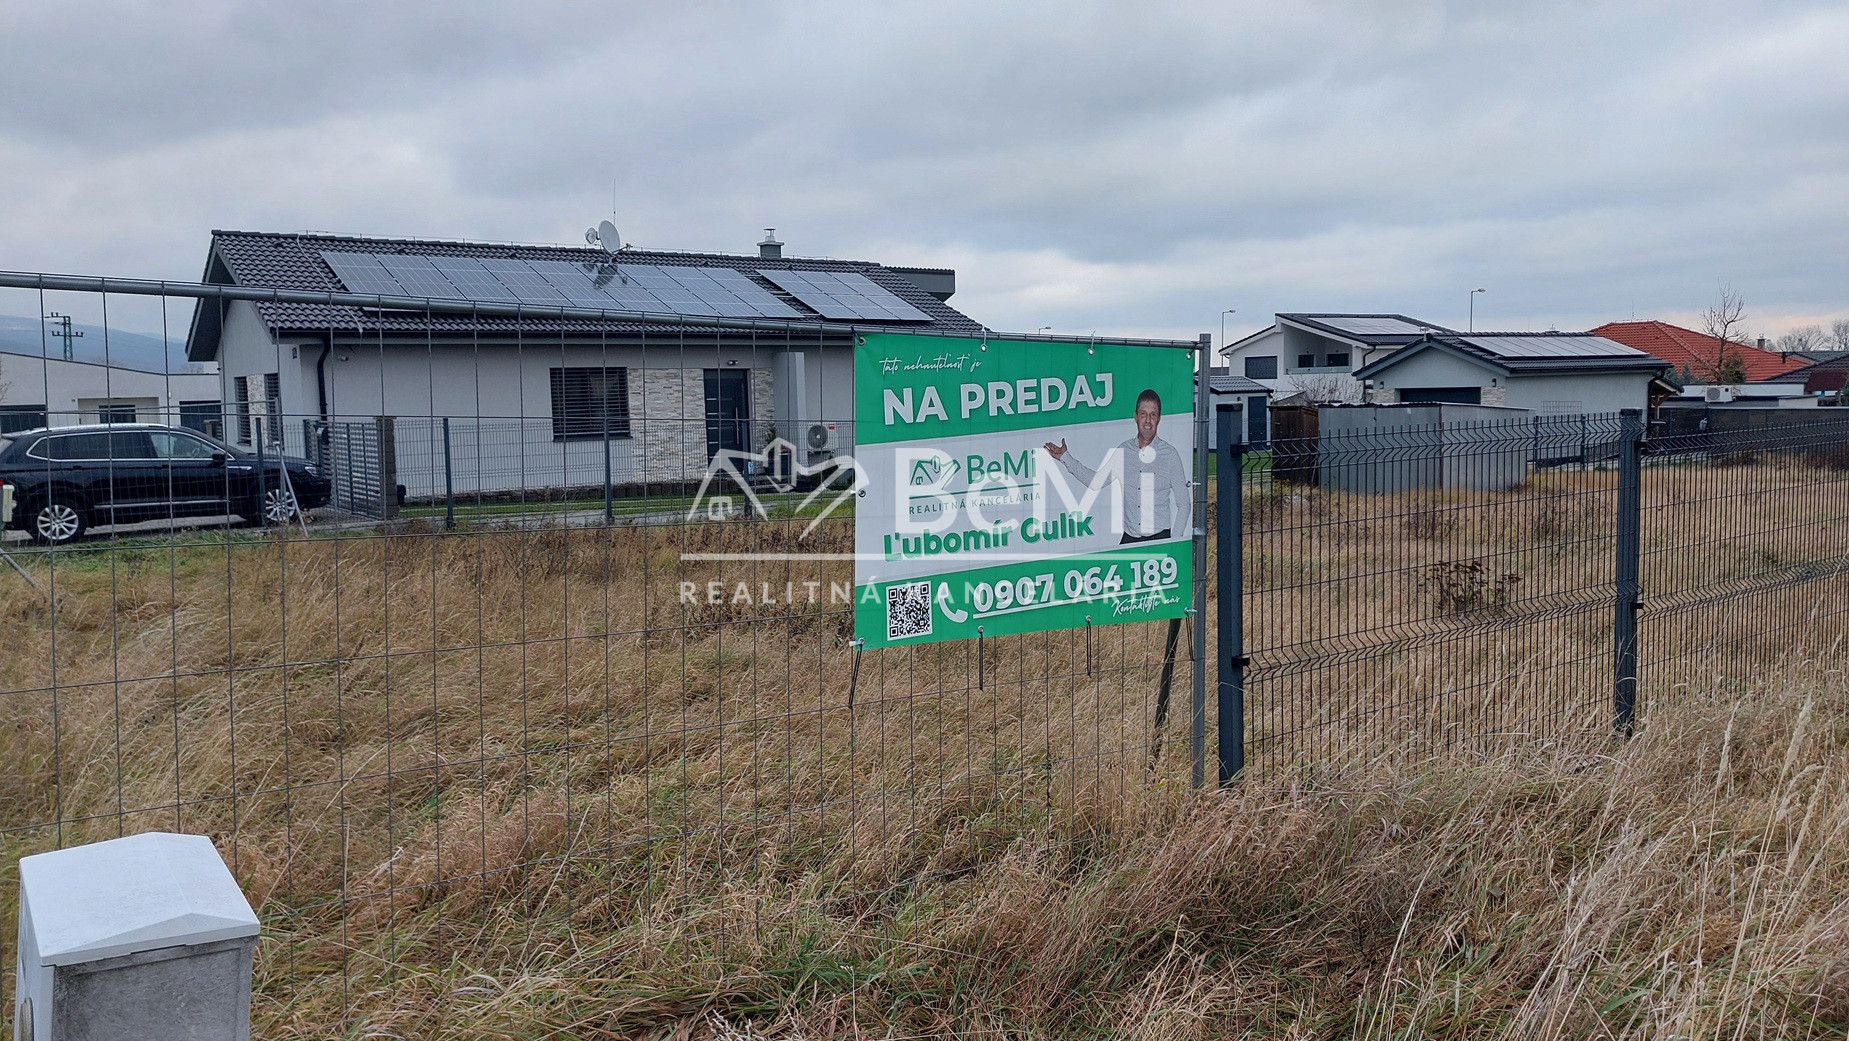 táto nehnuteľnosť je
NA PREDAJ
BeMi
REALITNÁ KANCELÁRIA
Ľubomír Gulík
0907 064 189
Kontaktujte nás
BeMi
REALITNÁ KANCELÁRIA